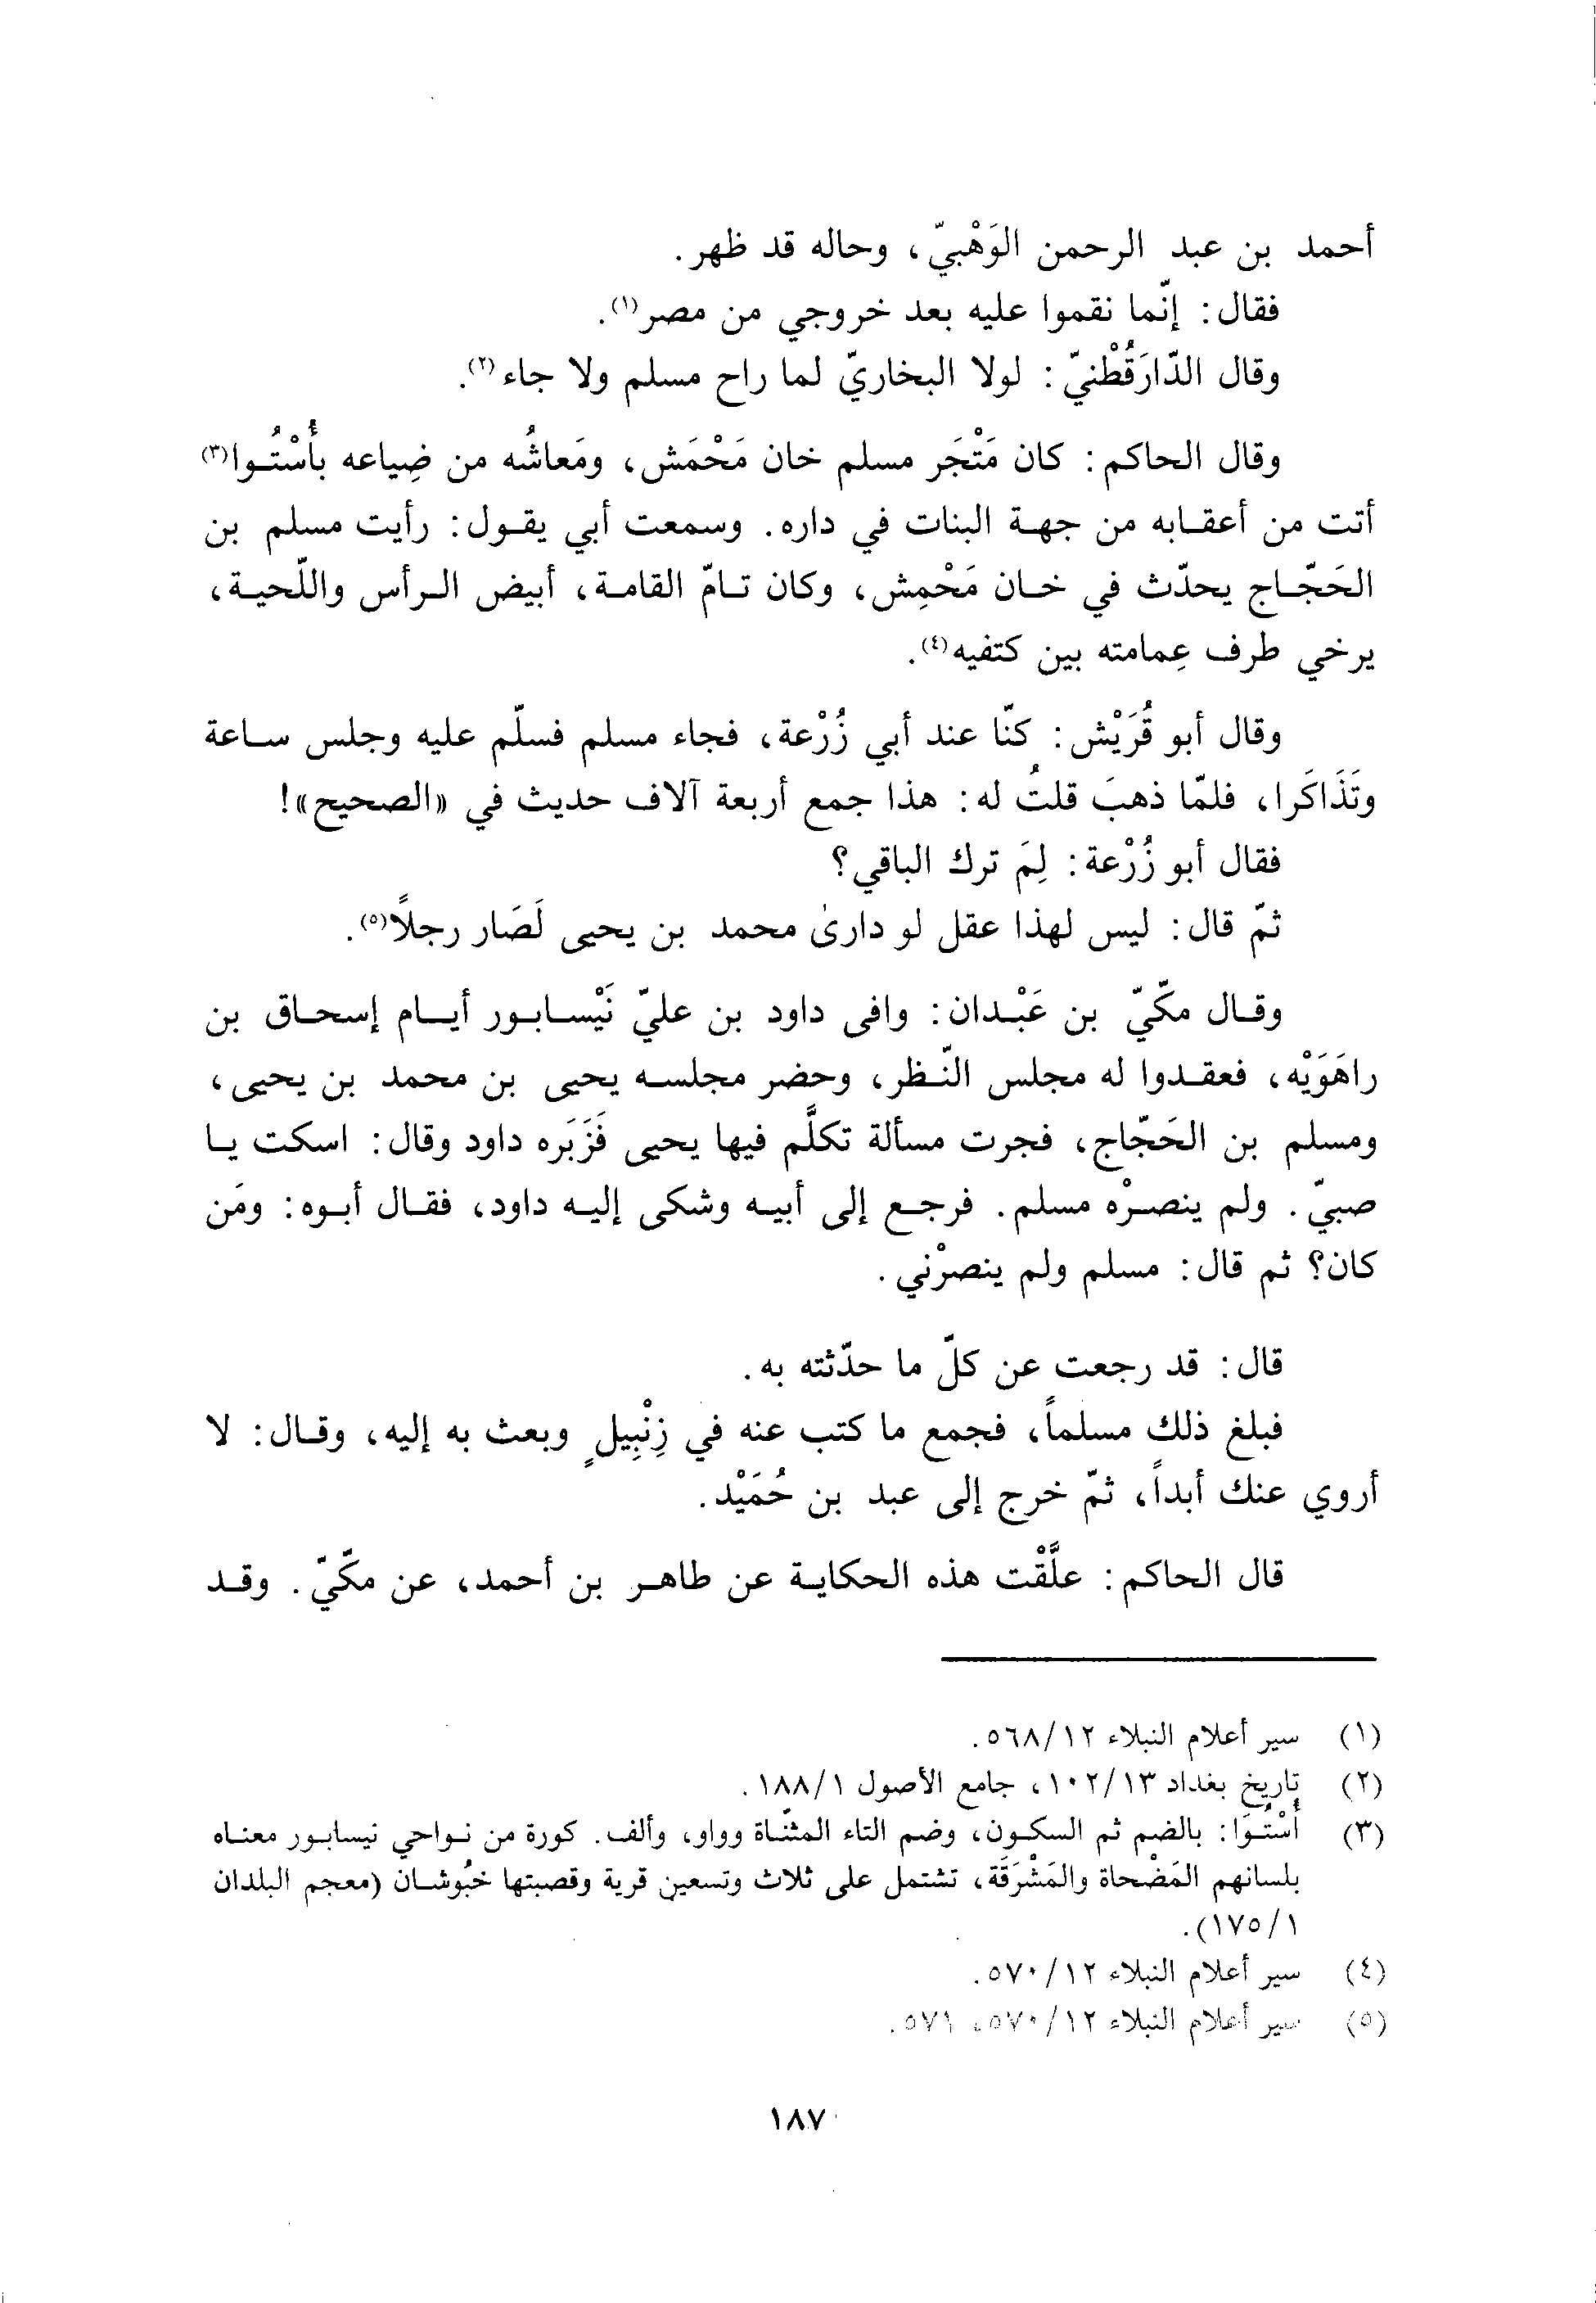 أحمد بن عبد الرحمن الوَهْبيّ، وحاله قد ظهر.
فقال: إنّما نقموا عليه بعد خروجي من مصر(١).
وقال الدّارَقُطْنيّ: لولا البخاريّ لما راح مسلم ولا جاء(٢).
وقال الحاكم: كان مَتْجَر مسلم خان مَحْمَش، ومَعاشُه من ضِياعه بأُسْتُوا(٣)
أتت من أعقابه من جهة البنات في داره. وسمعت أبي يقول: رأيت مسلم بن
الحَجّاج يحدّث في خان مَحْمِش، وكان تامّ القامة، أبيض الرأس واللّحية،
يرخي طرف عِمامته بين كتفيه(٤).
وقال أبو قُرَيْش: كنّا عند أبي زُرْعة، فجاء مسلم فسلّم عليه وجلس ساعة
وتَذَاكَرا، فلمّا ذهبَ قلتُ له: هذا جمع أربعة آلاف حديث في «الصحيح»!
فقال أبو زُرْعة: لِمَ ترك الباقي؟
ثمّ قال: ليس لهذا عقل لو دارىٰ محمد بن يحيى لَصَار رجلاً(٥).
وقال مكّيّ بن عَبْدان: وافى داود بن عليّ نَيْسابور أيام إسحاق بن
راهَوَيْه، فعقدوا له مجلس النّظر، وحضر مجلسه يحيى بن محمد بن يحيى،
ومسلم بن الحَجّاج، فجرت مسألة تكلَّم فيها يحيى فَزَبَره داود وقال: اسكت يا
صبيّ. ولم ينصرْه مسلم. فرجع إلى أبيه وشكى إليه داود، فقال أبوه: ومَن
كان؟ ثم قال: مسلم ولم ينصرْني.
قال: قد رجعت عن كلّ ما حدّثته به.
فبلغ ذلك مسلماً، فجمع ما كتب عنه في زِنْبِيلٍ وبعث به إليه، وقال: لا
أروي عنك أبداً، ثمّ خرج إلى عبد بن حُمَيْد.
قال الحاكم: علَّقْت هذه الحكاية عن طاهر بن أحمد، عن مكّيّ. وقد
(١) سير أعلام النبلاء ٥٦٨/١٢.
(٢) تاريخ بغداد ١٠٢/١٣، جامع الأصول ١٨٨/١.
(٣) أُسْتُوَا: بالضم ثم السكون، وضم التاء المثنّاة وواو، وألف. كورة من نواحي نيسابور معناه
بلسانهم المَضْحاة والمَشْرَقَة، تشتمل على ثلاث وتسعين قرية وقصبتها خبُوشان (معجم البلدان
١٧٥/١).
(٤) سير أعلام النبلاء ٥٧٠/١٢.
(٥) سير أعلام النبلاء ٥٧٠/١٢، ٥٧١.
١٨٧